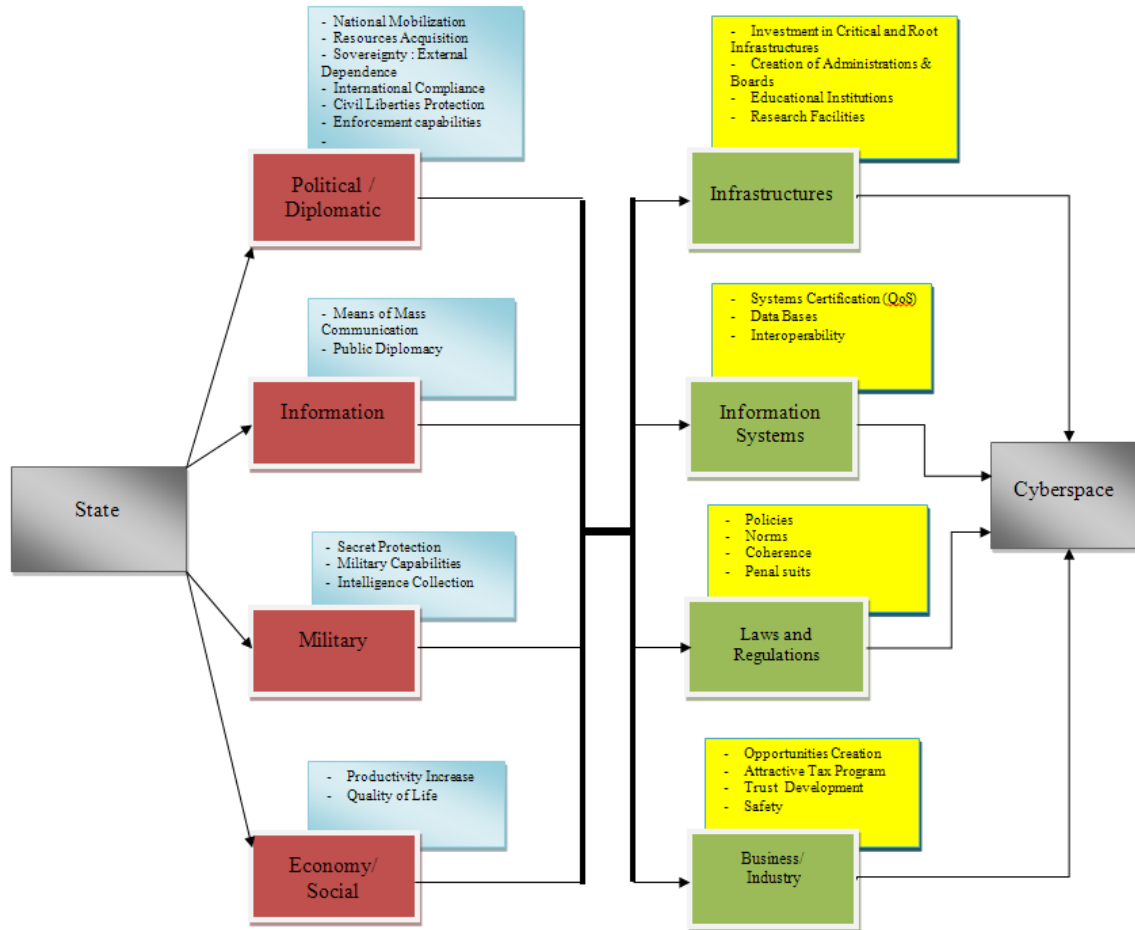 - National Mobilization
- Resources Acquisition
- Sovereignty : External
Dependence
- International Compliance
- Civil Liberties Protection
- Enforcement capabilities
-
Political /
Diplomatic
- Investment in Critical and Root
Infrastructures
- Creation of Administrations &
Boards
- Educational Institutions
- Research Facilities
Infrastructures
- Means of Mass
Communication
- Public Diplomacy
Information
- Systems Certification (QoS)
- Data Bases
- Interoperability
Information
Systems
State
Cyberspace
- Secret Protection
- Military Capabilities
- Intelligence Collection
Military
- Policies
- Norms
- Coherence
- Penal suits
Laws and
Regulations
- Productivity Increase
- Quality of Life
Economy/
Social
- Opportunities Creation
- Attractive Tax Program
- Trust Development
- Safety
Business/
Industry